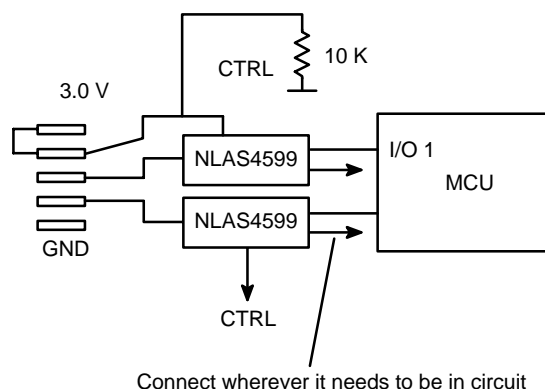 10 K
CTRL
3.0 V
NLAS4599
I/O 1
MCU
NLAS4599
GND
CTRL
Connect wherever it needs to be in circuit